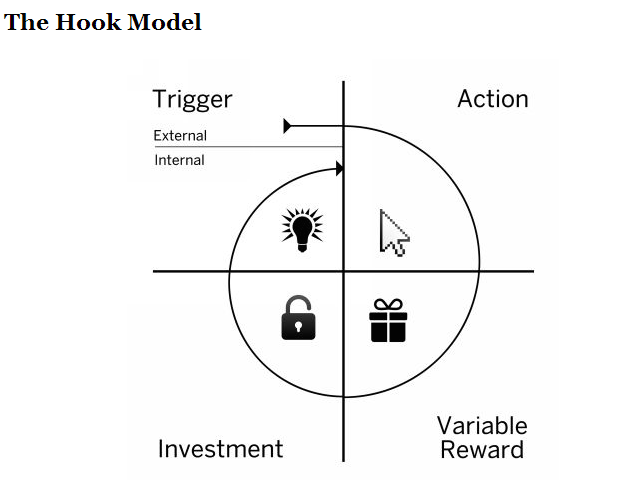 The Hook Model
Trigger
Action
External
Internal
Investment
Variable
Reward